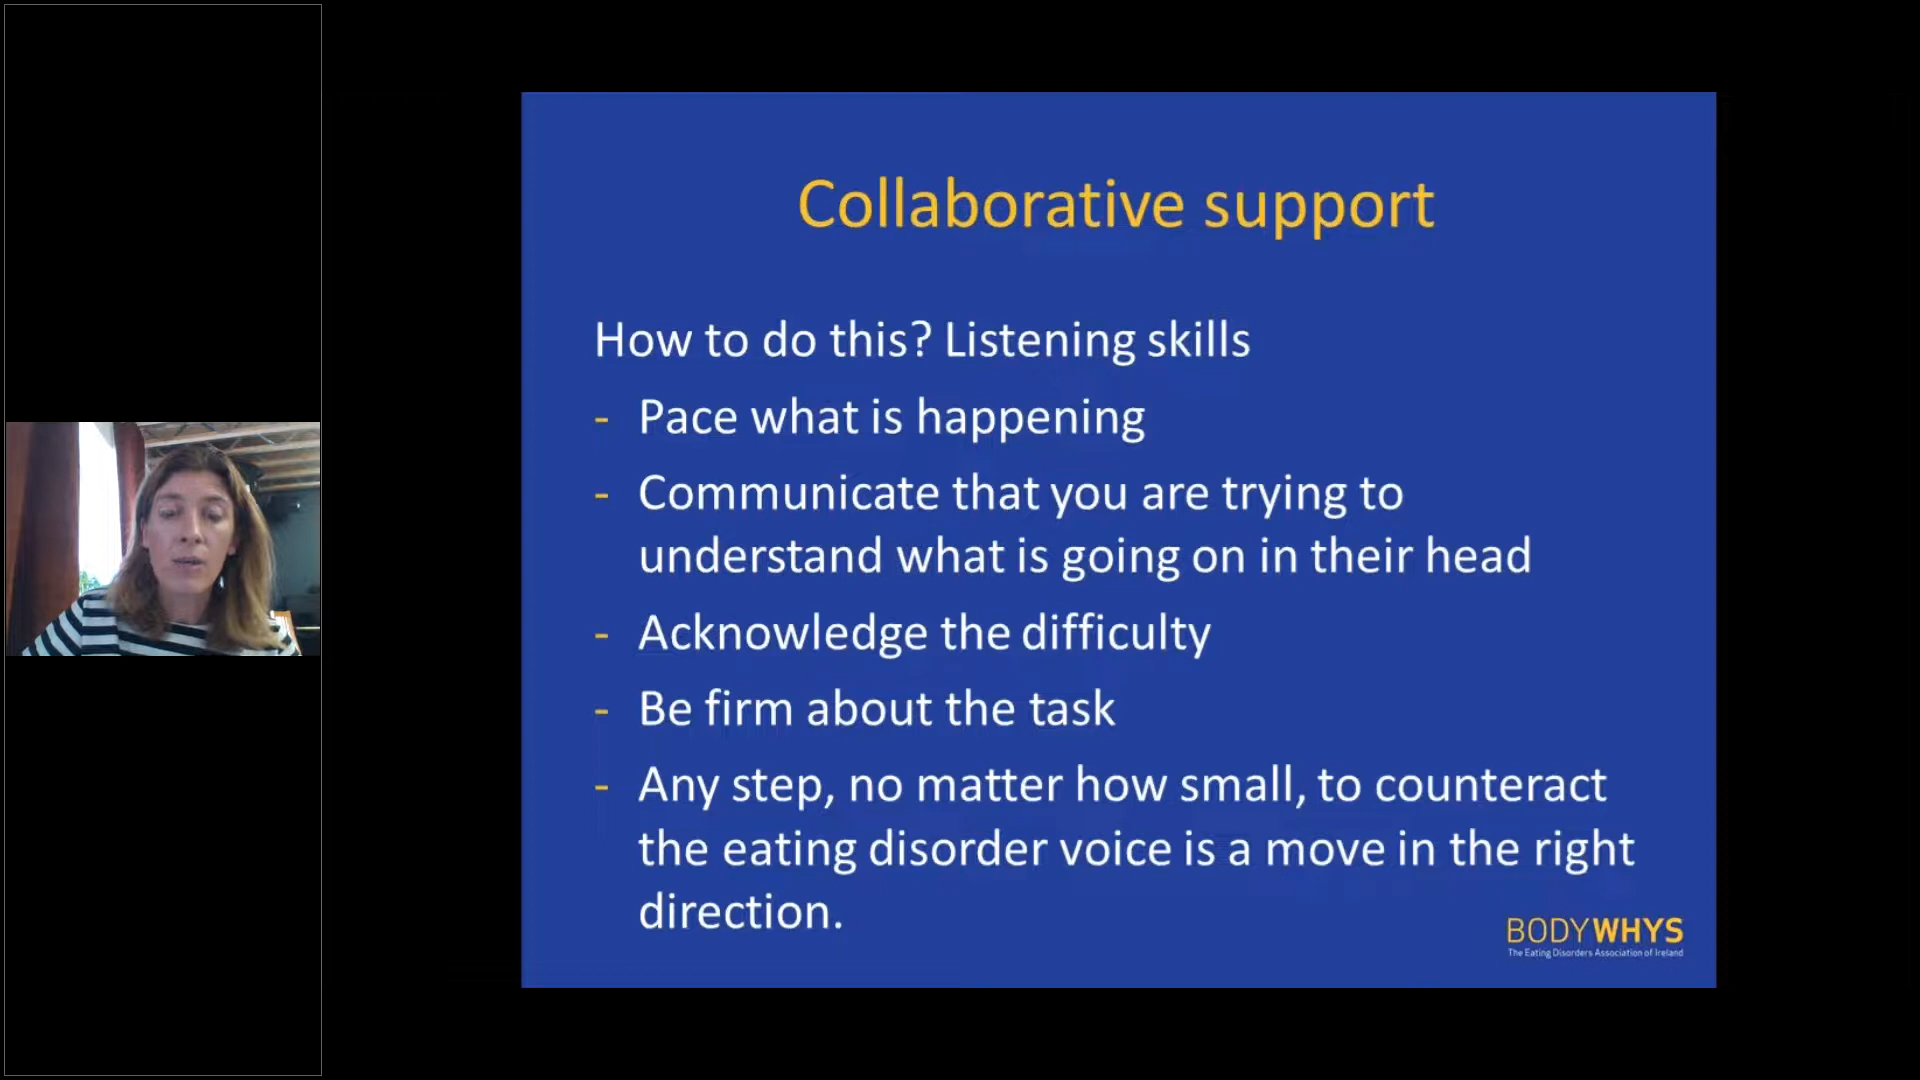 Collaborative support
How to do this? Listening skills
- Pace what is happening
- Communicate that you are trying to
understand what is going on in their head
- Acknowledge the difficulty
- Be firm about the task
- Any step, no matter how small, to counteract
the eating disorder voice is a move in the right
direction.
BODYWHYS
The Eating Disorders Association of Ireland